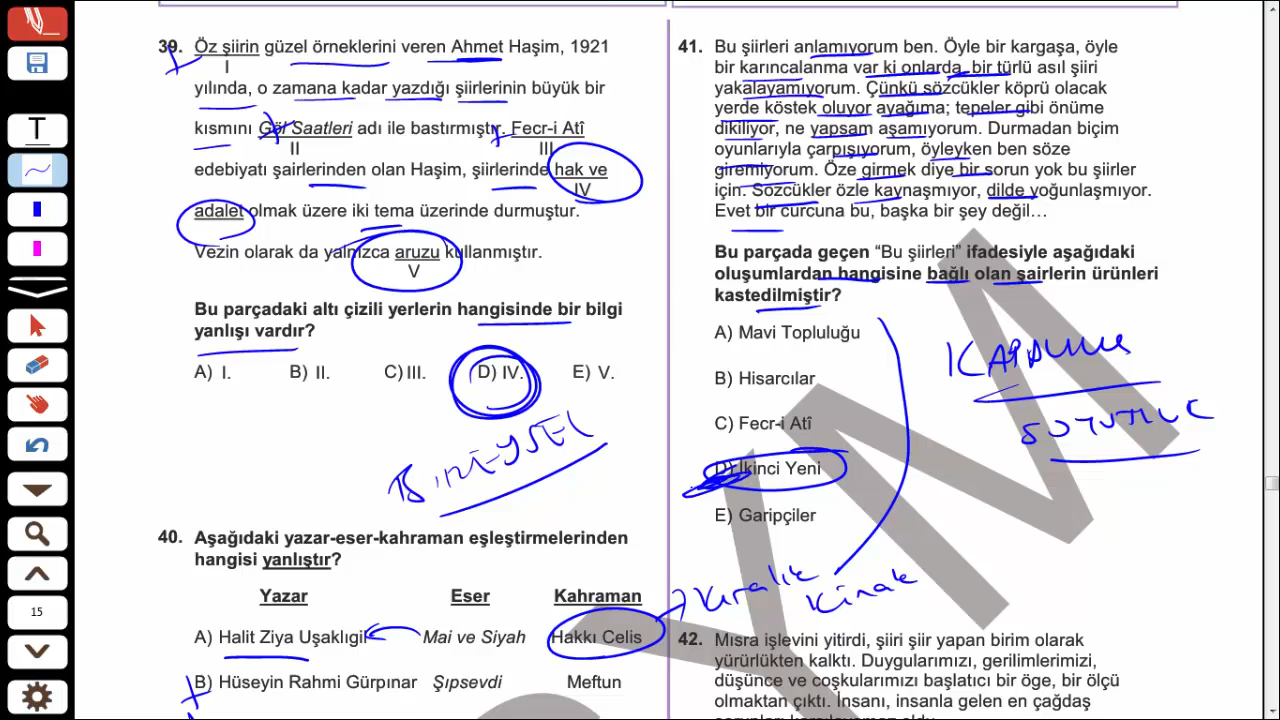 T
15
39. Öz şiirin güzel örneklerini veren Ahmet Haşim, 1921
I
yılında, o zamana kadar yazdığı şiirlerinin büyük bir
kısmını Göl Saatleri adı ile bastırmıştır. Fecr-i Atî
II III
edebiyatı şairlerinden olan Haşim, şiirlerinde hak ve
IV
adalet olmak üzere iki tema üzerinde durmuştur.
Vezin olarak da yalnızca aruzu kullanmıştır.
V
Bu parçadaki altı çizili yerlerin hangisinde bir bilgi
yanlışı vardır?
A) I. B) II. C) III. D) IV. E) V.
BİREYSEL
40. Aşağıdaki yazar-eser-kahraman eşleştirmelerinden
hangisi yanlıştır?
Yazar Eser Kahraman
A) Halit Ziya Uşaklıgil Mai ve Siyah Hakkı Celis
B) Hüseyin Rahmi Gürpınar Şıpsevdi Meftun
41. Bu şiirleri anlamıyorum ben. Öyle bir kargaşa, öyle
bir karıncalanma var ki onlarda, bir türlü asıl şiiri
yakalayamıyorum. Çünkü sözcükler köprü olacak
yerde köstek oluyor ayağıma; tepeler gibi önüme
dikiliyor, ne yapsam aşamıyorum. Durmadan biçim
oyunlarıyla çarpışıyorum, öyleyken ben söze
giremiyorum. Öze girmek diye bir sorun yok bu şiirler
için. Sözcükler özle kaynaşmıyor, dilde yoğunlaşmıyor.
Evet bir curcuna bu, başka bir şey değil…
Bu parçada geçen “Bu şiirleri” ifadesiyle aşağıdaki
oluşumlardan hangisine bağlı olan şairlerin ürünleri
kastedilmiştir?
A) Mavi Topluluğu
B) Hisarcılar
C) Fecr-i Atî
D) İkinci Yeni
E) Garipçiler
KAPALILIK
SOYUTLUK
Kiralık
Konak
42. Mısra işlevini yitirdi, şiiri şiir yapan birim olarak
yürürlükten kalktı. Duygularımızı, gerilimlerimizi,
düşünce ve coşkularımızı başlatıcı bir öge, bir ölçü
olmaktan çıktı. İnsanı, insanla gelen en çağdaş